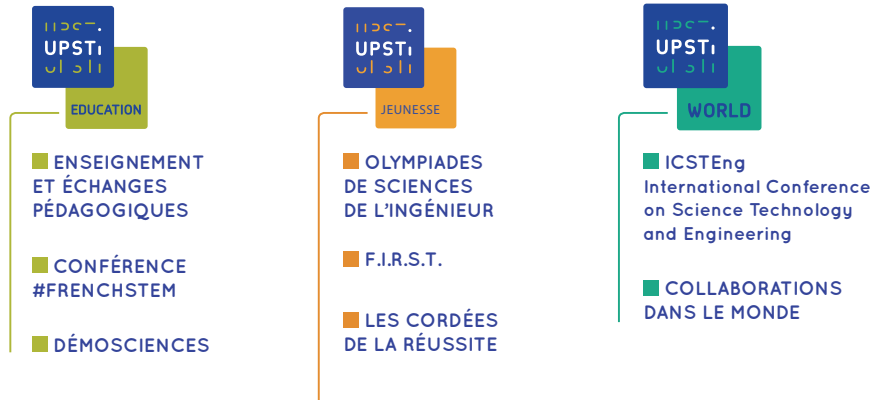 UPSTi
EDUCATION
ENSEIGNEMENT
ET ÉCHANGES
PÉDAGOGIQUES
CONFÉRENCE
#FRENCHSTEM
DÉMOSCIENCES
UPSTi
JEUNESSE
OLYMPIADES
DE SCIENCES
DE L'INGÉNIEUR
F.I.R.S.T.
LES CORDÉES
DE LA RÉUSSITE
UPSTi
WORLD
ICSTEng
International Conference
on Science Technology
and Engineering
COLLABORATIONS
DANS LE MONDE